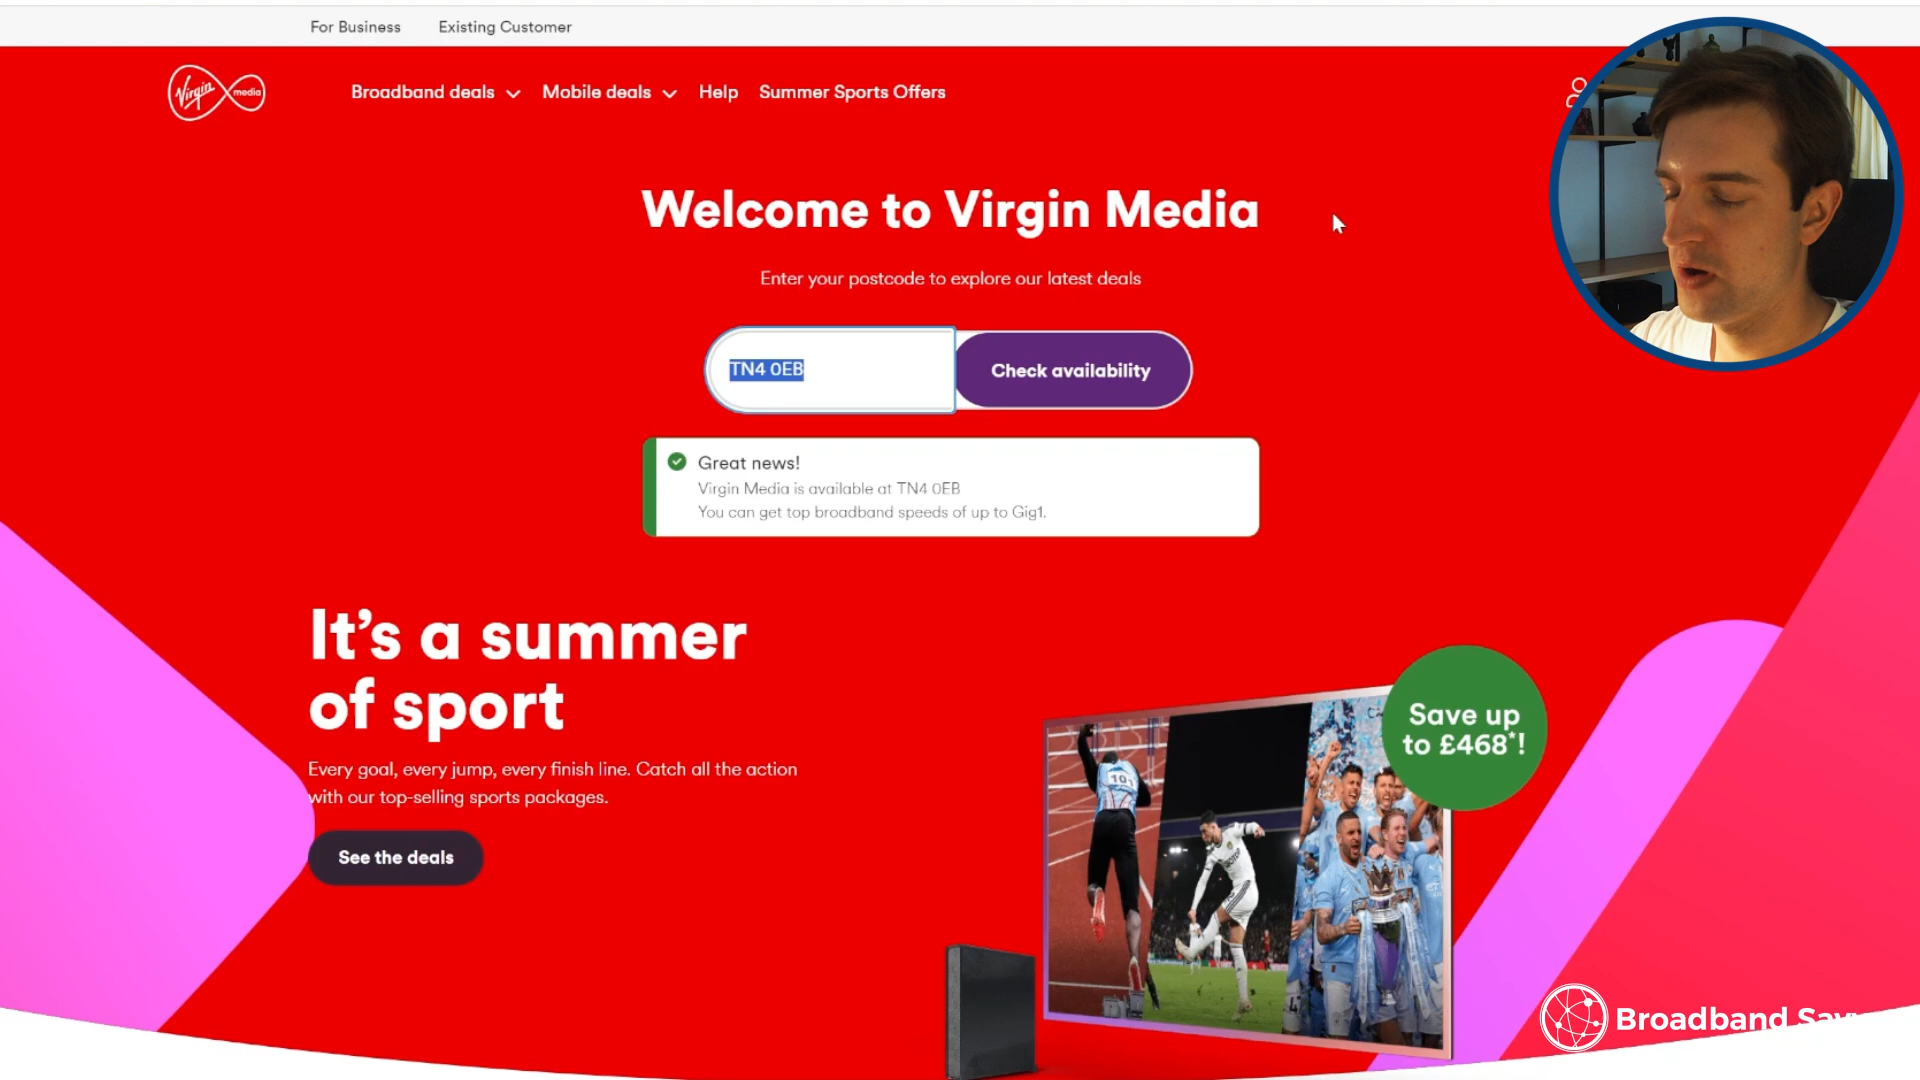 For Business Existing Customer
Virgin media
Broadband deals Mobile deals Help Summer Sports Offers
Welcome to Virgin Media
Enter your postcode to explore our latest deals
TN4 0EB
Check availability
Great news!
Virgin Media is available at TN4 0EB
You can get top broadband speeds of up to Gig1.
It's a summer
of sport
Every goal, every jump, every finish line. Catch all the action
with our top-selling sports packages.
See the deals
Save up
to £468*!
101
Broadband